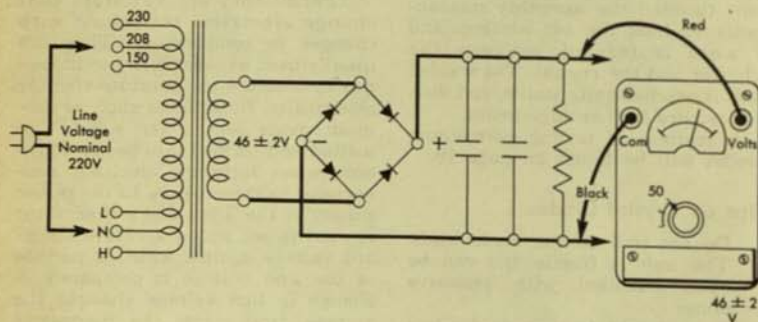 230
208
150
Line
Voltage
Nominal
220V
L
N
H
46 ± 2V
−
+
Red
Black
Com
Volts
50
46 ± 2
V